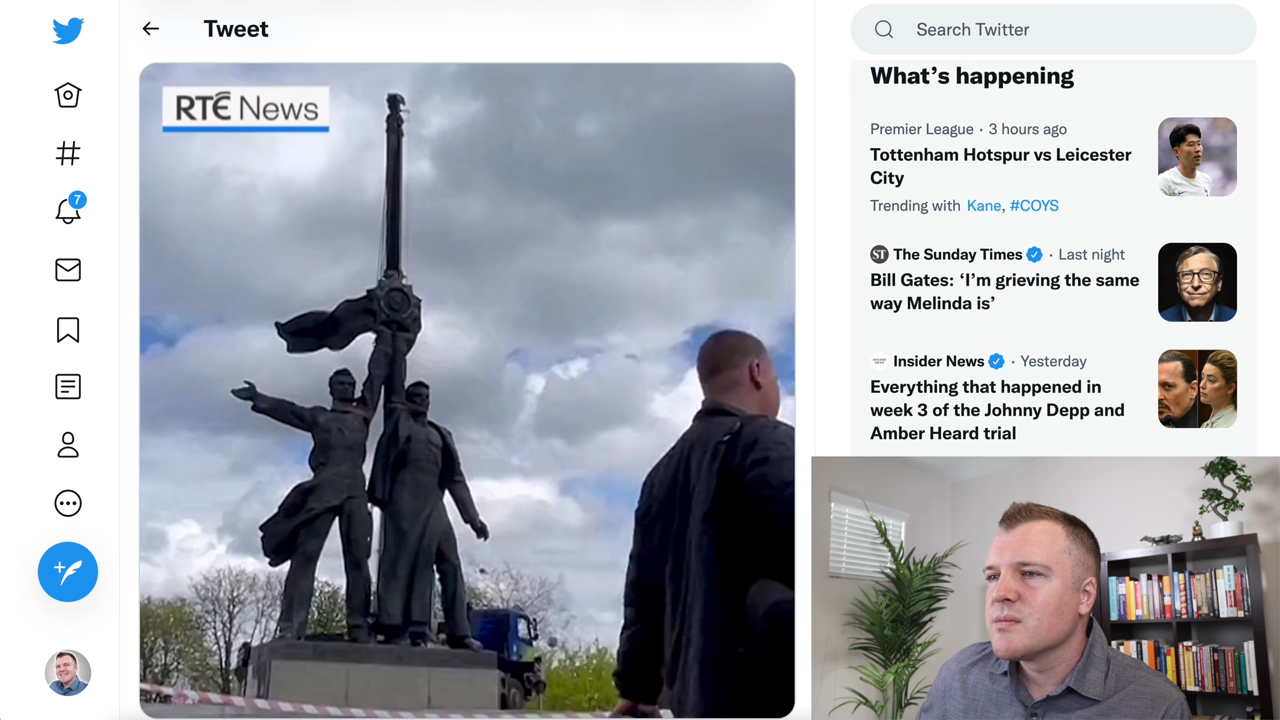 Tweet
RTÉ News
7
Search Twitter
What’s happening
Premier League · 3 hours ago
Tottenham Hotspur vs Leicester
City
Trending with Kane, #COYS
ST The Sunday Times · Last night
Bill Gates: ‘I’m grieving the same
way Melinda is’
Insider News · Yesterday
Everything that happened in
week 3 of the Johnny Depp and
Amber Heard trial